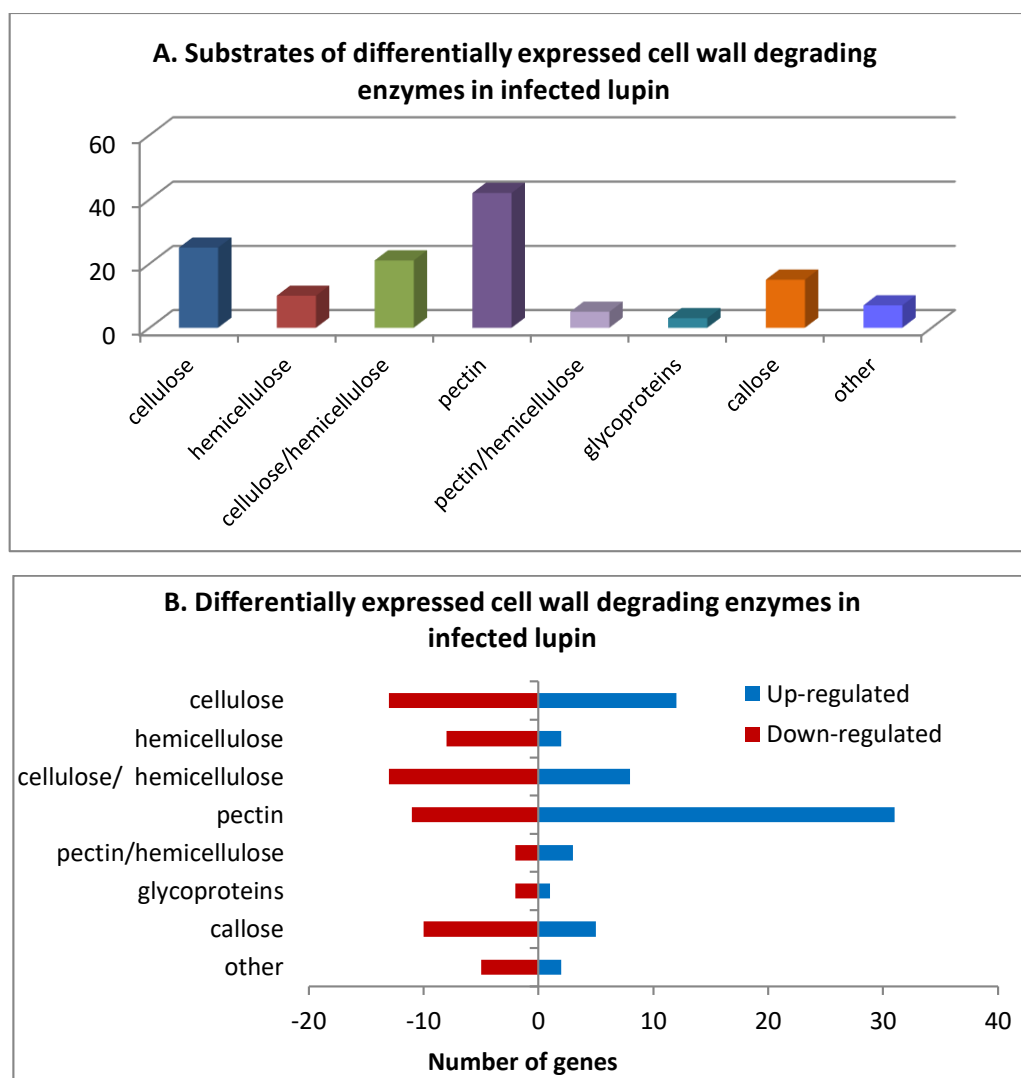 A. Substrates of differentially expressed cell wall degrading
enzymes in infected lupin
60
40
20
0
cellulose
hemicellulose
cellulose/hemicellulose
pectin
pectin/hemicellulose
glycoproteins
callose
other
B. Differentially expressed cell wall degrading enzymes in
infected lupin
Up-regulated
Down-regulated
cellulose
hemicellulose
cellulose/ hemicellulose
pectin
pectin/hemicellulose
glycoproteins
callose
other
-20 -10 0 10 20 30 40
Number of genes